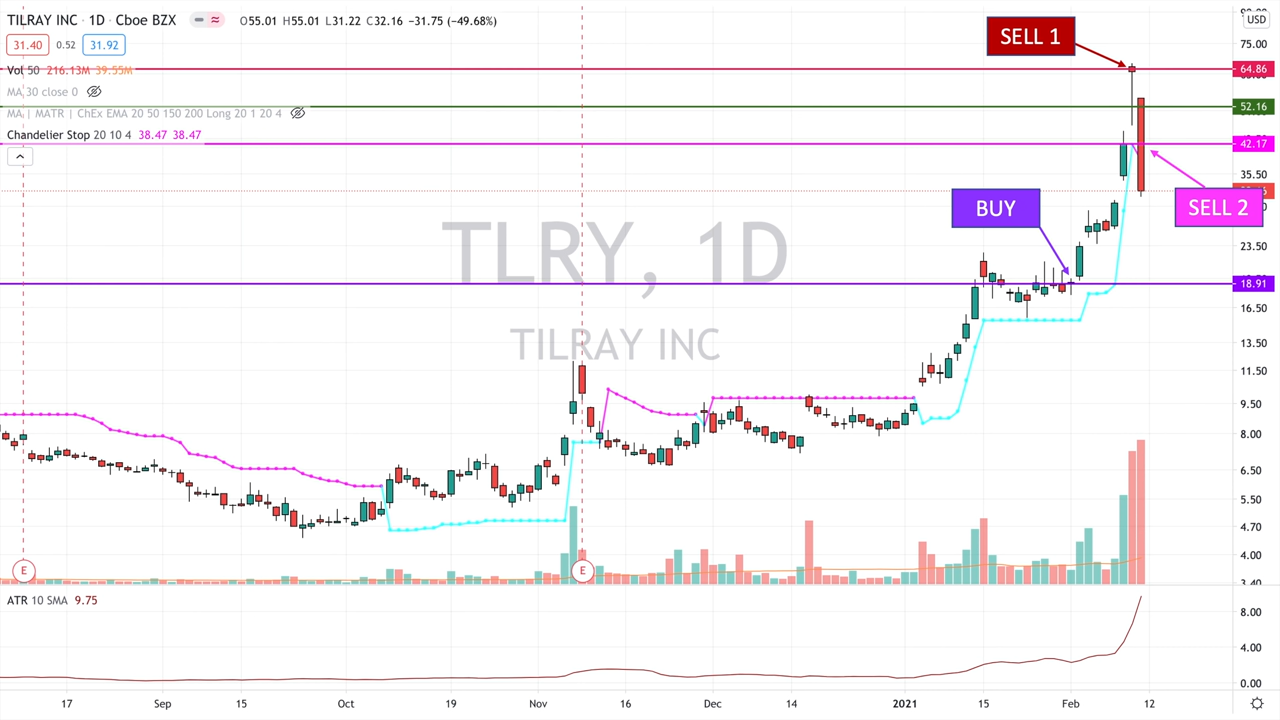 TILRAY INC · 1D · Cboe BZX O55.01 H55.01 L31.22 C32.16 −31.75 (−49.68%)
31.40 0.52 31.92
Vol 50 216.13M 39.55M
MA 30 close 0
MA | MATR | ChEx EMA 20 50 150 200 Long 20 1 20 4
Chandelier Stop 20 10 4 38.47 38.47
USD
75.00
SELL 1
64.86
52.16
42.17
35.50
BUY
SELL 2
TLRY, 1D
TILRAY INC
23.50
18.91
16.50
13.50
11.50
9.50
8.00
6.50
5.50
4.70
4.00
3.40
E
E
ATR 10 SMA 9.75
8.00
4.00
0.00
17 Sep 15 Oct 19 Nov 16 Dec 14 2021 15 Feb 12